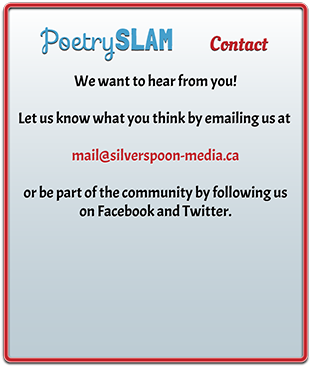 PoetrySLAM Contact
We want to hear from you!
Let us know what you think by emailing us at
mail@silverspoon-media.ca
or be part of the community by following us
on Facebook and Twitter.